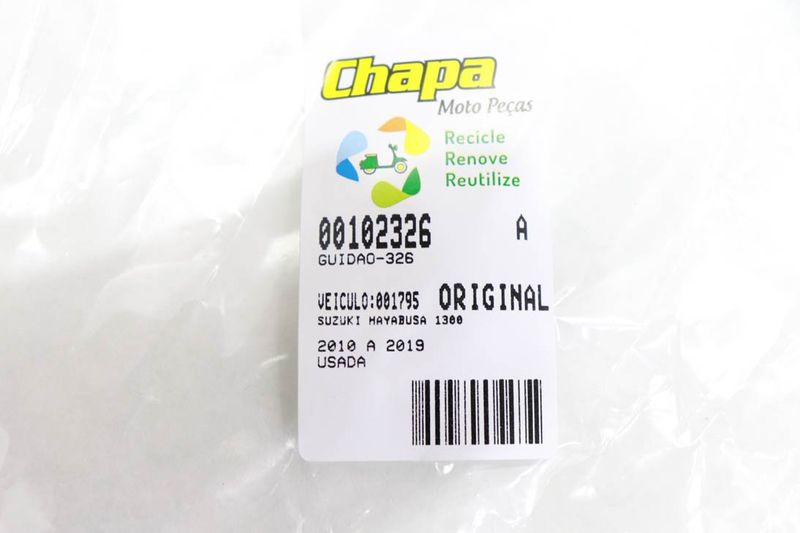 Chapa
Moto Peças
Recicle
Renove
Reutilize
00102326 A
GUIDAO-326
VEICULO:001795 ORIGINAL
SUZUKI HAYABUSA 1300
2010 A 2019
USADA